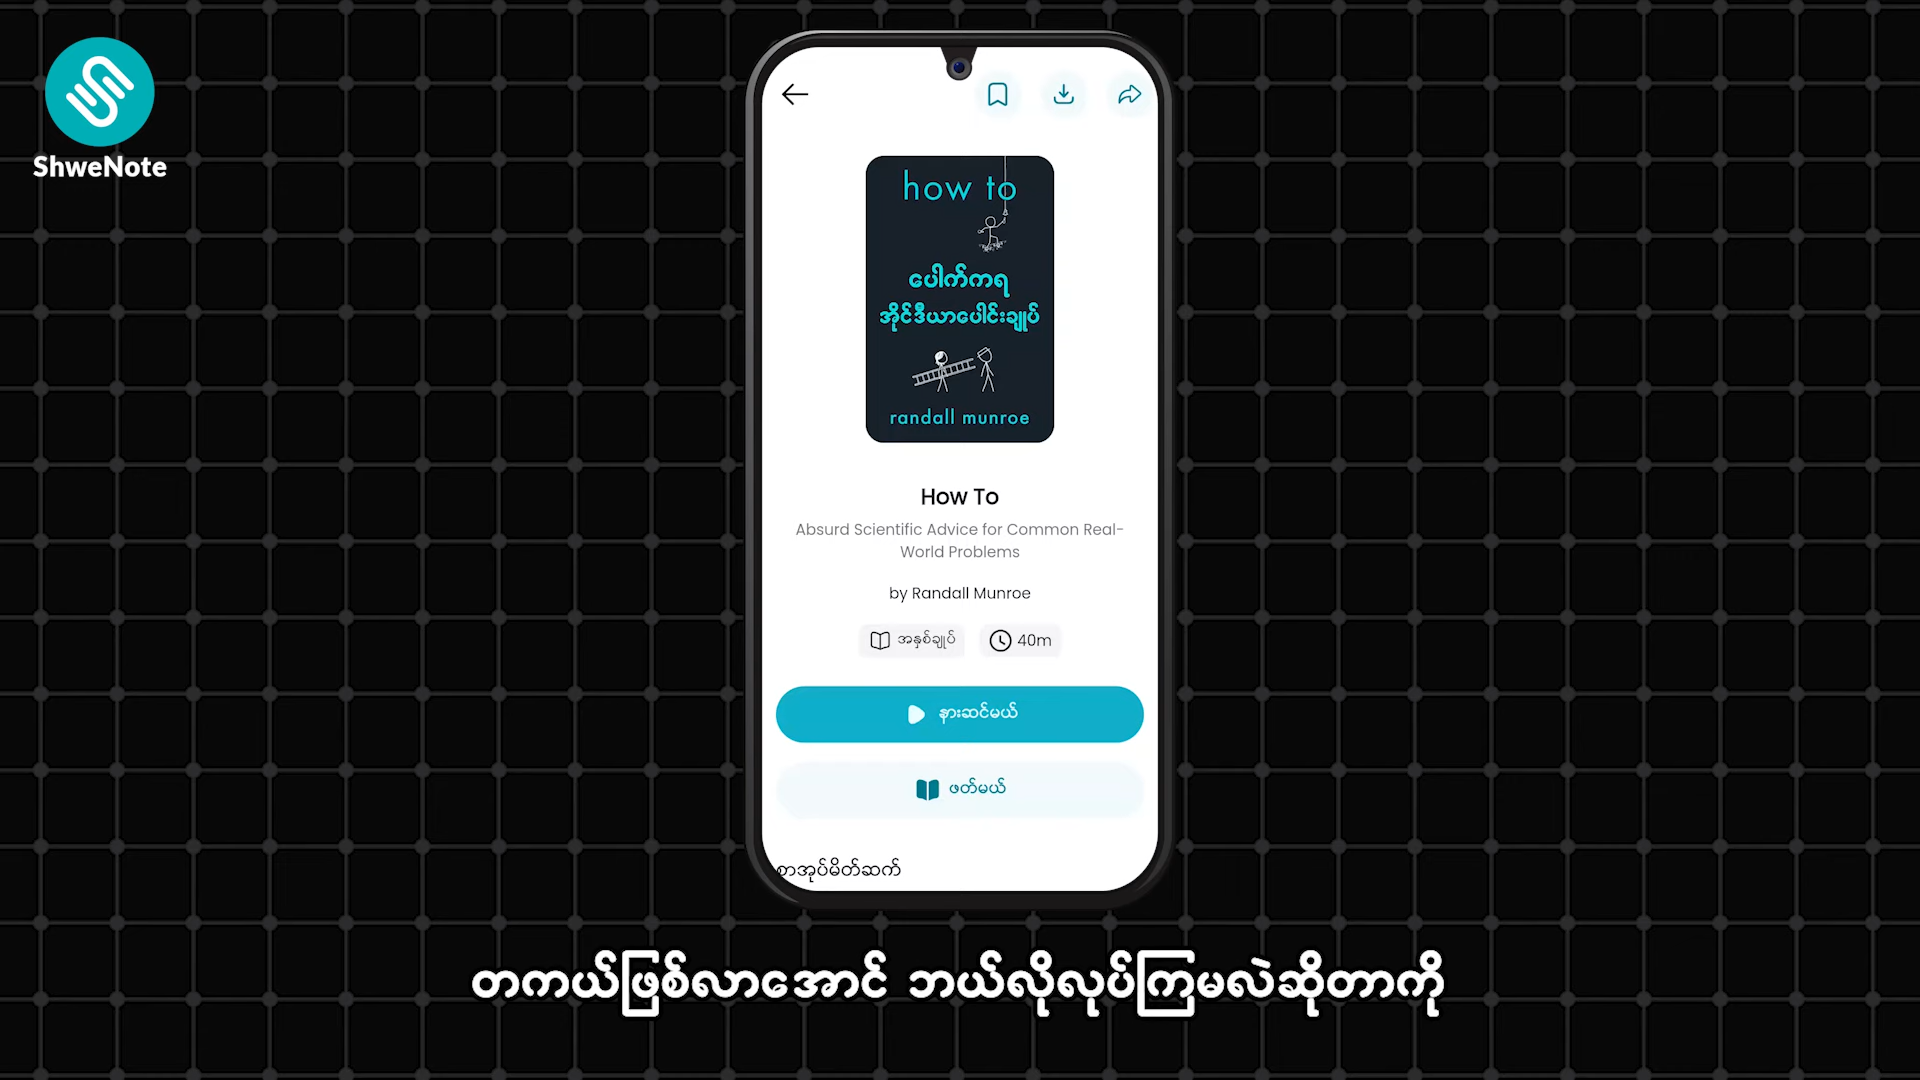 ShweNote
how to
ပေါက်ကရ
အိုင်ဒီယာပေါင်းချုပ်
randall munroe
How To
Absurd Scientific Advice for Common Real-
World Problems
by Randall Munroe
အနှစ်ချုပ်
40m
နားဆင်မယ်
ဖတ်မယ်
စာအုပ်မိတ်ဆက်
တကယ်ဖြစ်လာအောင် ဘယ်လိုလုပ်ကြမလဲဆိုတာကို